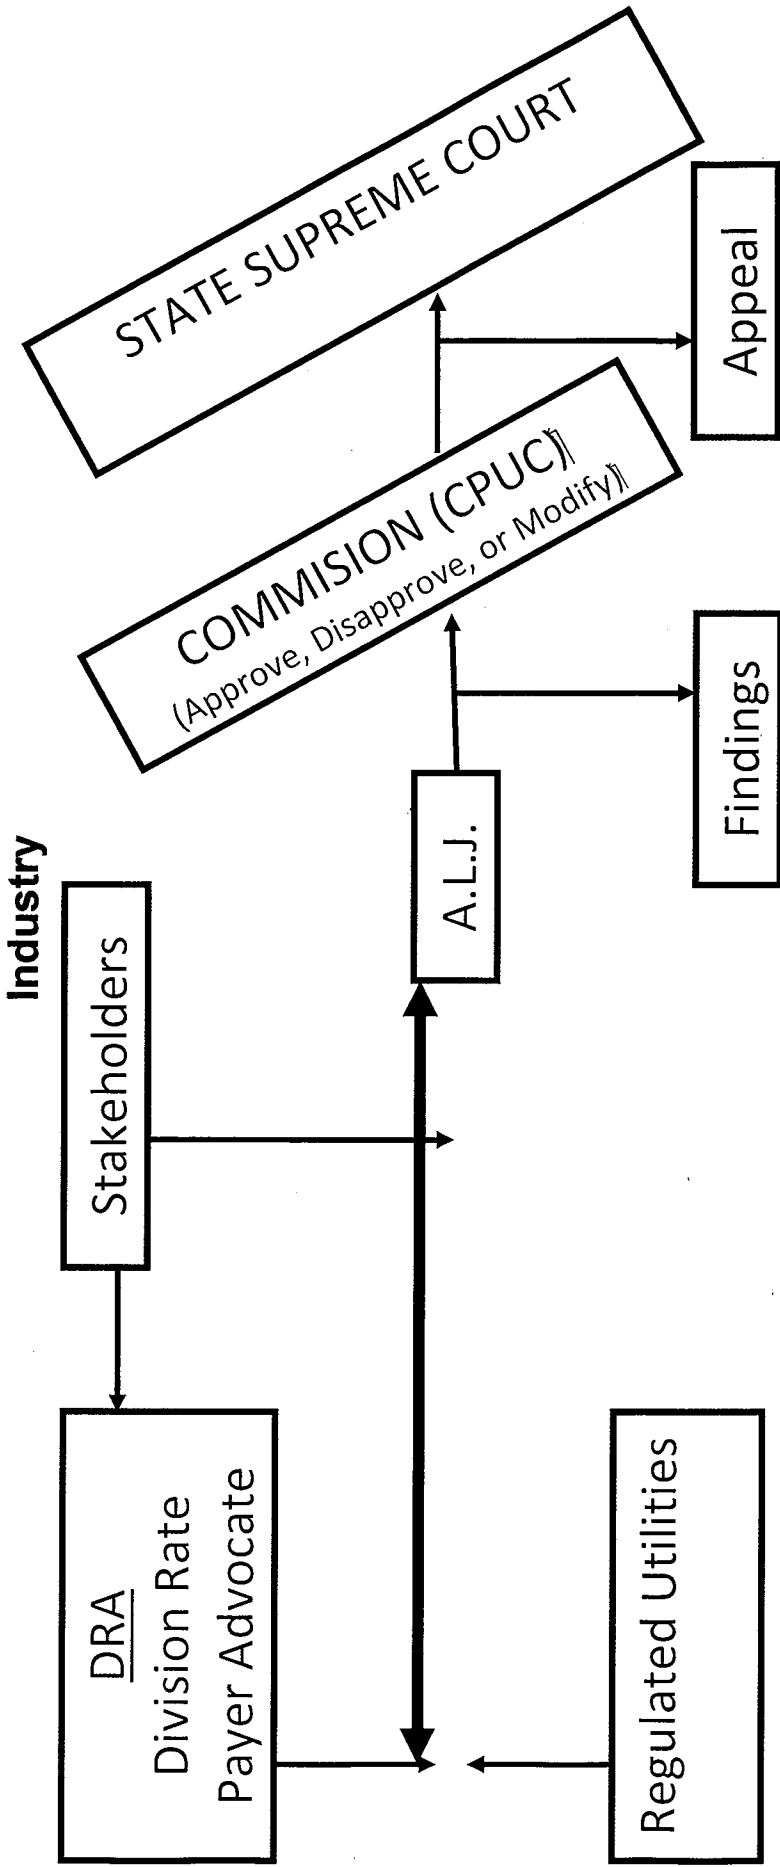 Industry
DRA
Division Rate
Payer Advocate
Stakeholders
Regulated Utilities
A.L.J.
Findings
COMMISION (CPUC)
(Approve, Disapprove, or Modify)
STATE SUPREME COURT
Appeal